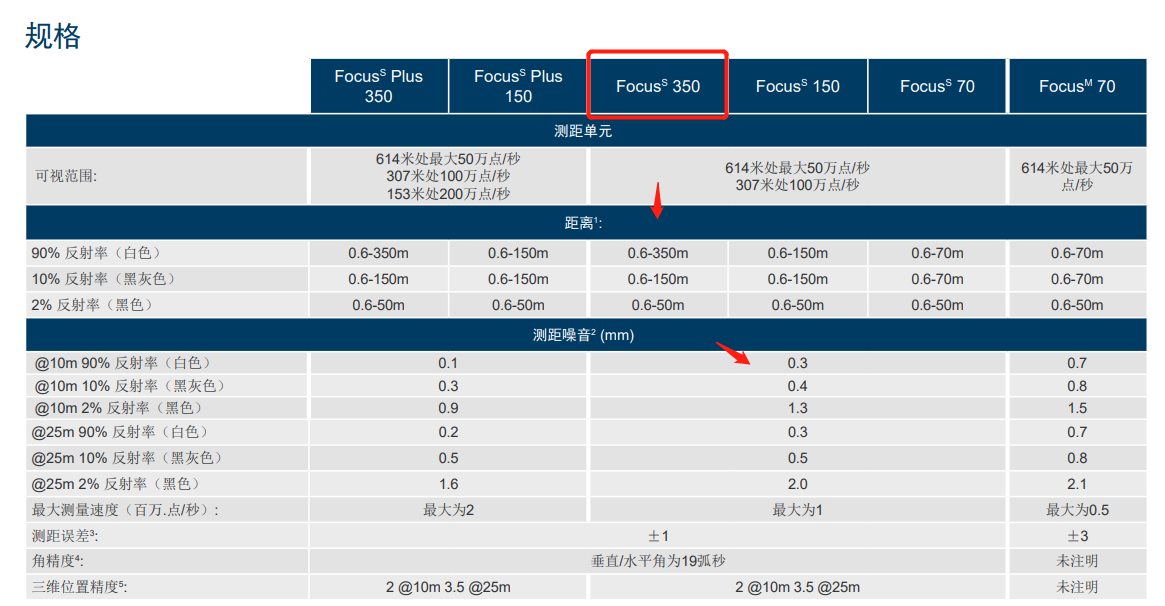 规格
Focusˢ Plus 350 Focusˢ Plus 150 Focusˢ 350 Focusˢ 150 Focusˢ 70 Focusᴹ 70
测距单元
可视范围: 614米处最大50万点/秒 307米处100万点/秒 153米处200万点/秒 614米处最大50万点/秒 307米处100万点/秒 614米处最大50万点/秒
距离¹:
90% 反射率（白色） 0.6-350m 0.6-150m 0.6-350m 0.6-150m 0.6-70m 0.6-70m
10% 反射率（黑灰色） 0.6-150m 0.6-150m 0.6-150m 0.6-150m 0.6-70m 0.6-70m
2% 反射率（黑色） 0.6-50m 0.6-50m 0.6-50m 0.6-50m 0.6-50m 0.6-50m
测距噪音² (mm)
@10m 90% 反射率（白色） 0.1 0.3 0.7
@10m 10% 反射率（黑灰色） 0.3 0.4 0.8
@10m 2% 反射率（黑色） 0.9 1.3 1.5
@25m 90% 反射率（白色） 0.2 0.3 0.7
@25m 10% 反射率（黑灰色） 0.5 0.5 0.8
@25m 2% 反射率（黑色） 1.6 2.0 2.1
最大测量速度（百万.点/秒）: 最大为2 最大为1 最大为0.5
测距误差³: ±1 ±3
角精度⁴: 垂直/水平角为19弧秒 未注明
三维位置精度⁵: 2 @10m 3.5 @25m 2 @10m 3.5 @25m 未注明